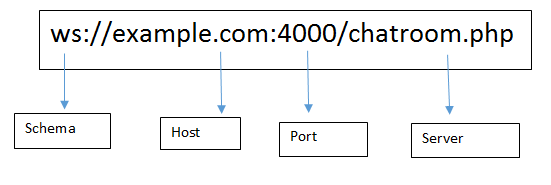 ws://example.com:4000/chatroom.php
Schema
Host
Port
Server